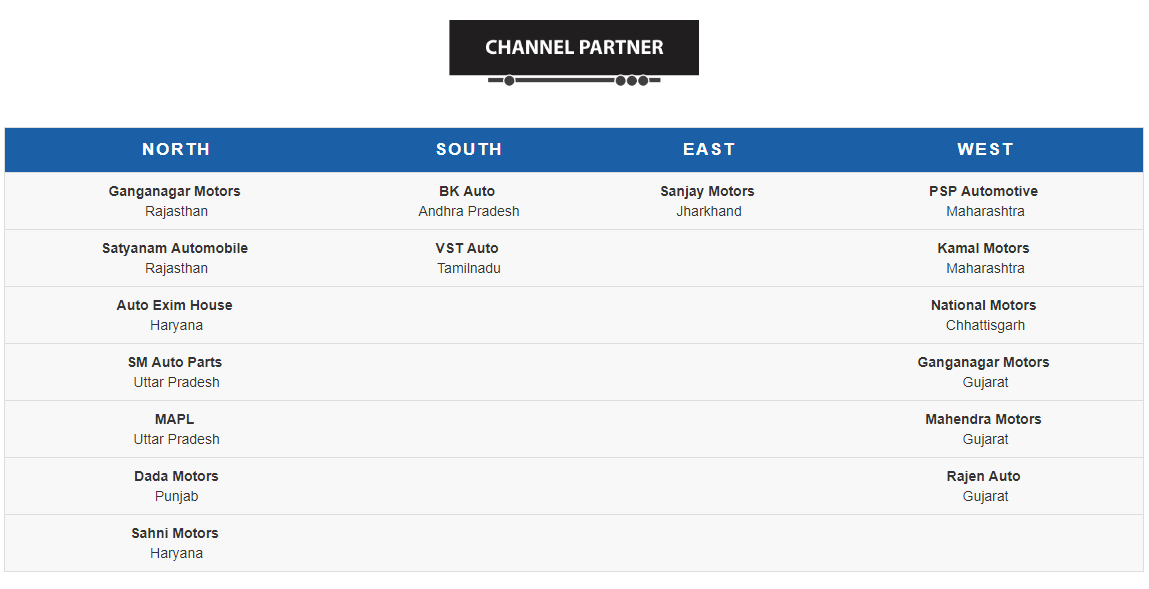 CHANNEL PARTNER
NORTH SOUTH EAST WEST
Ganganagar Motors BK Auto Sanjay Motors PSP Automotive
Rajasthan Andhra Pradesh Jharkhand Maharashtra
Satyanam Automobile VST Auto Kamal Motors
Rajasthan Tamilnadu Maharashtra
Auto Exim House National Motors
Haryana Chhattisgarh
SM Auto Parts Ganganagar Motors
Uttar Pradesh Gujarat
MAPL Mahendra Motors
Uttar Pradesh Gujarat
Dada Motors Rajen Auto
Punjab Gujarat
Sahni Motors
Haryana